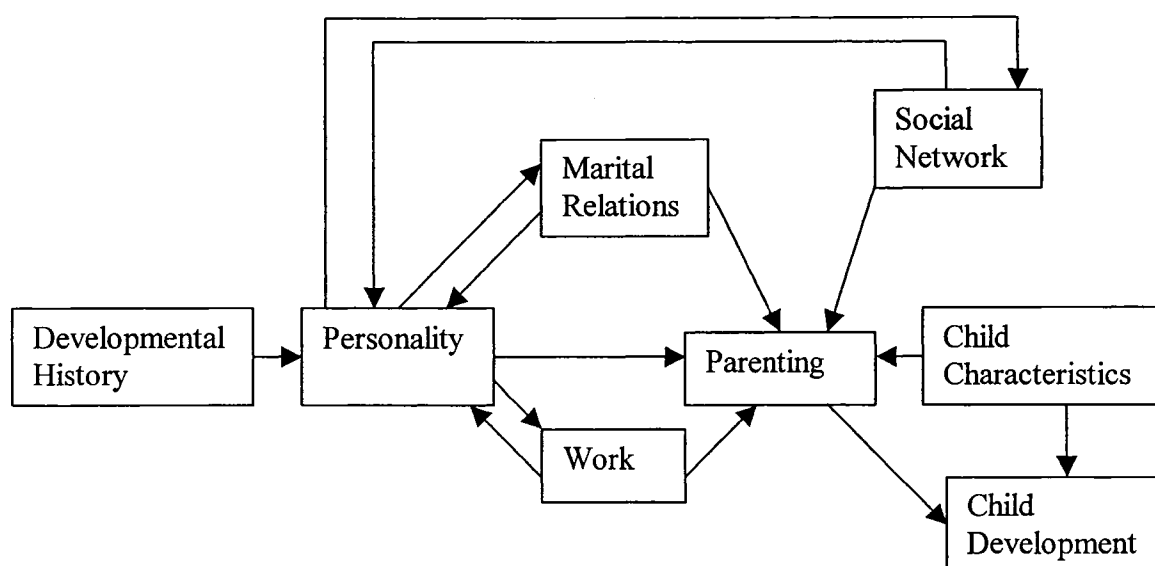 Social
Network
Marital
Relations
Developmental
History
Personality
Parenting
Child
Characteristics
Work
Child
Development